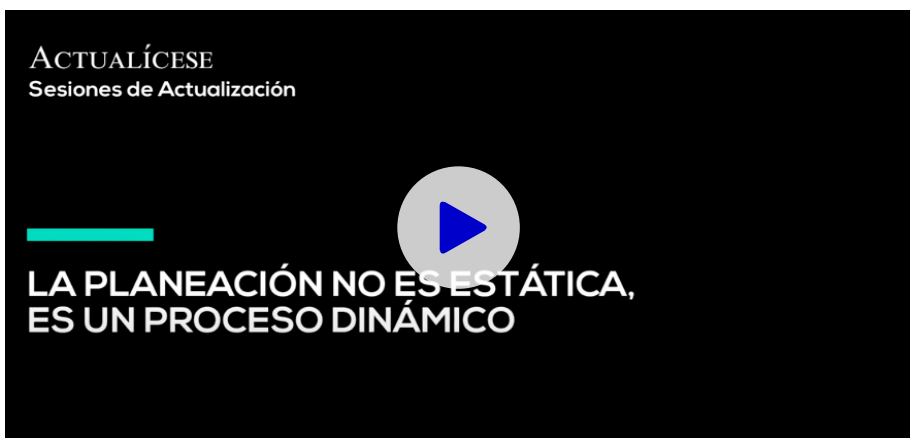 ACTUALÍCESE
Sesiones de Actualización
LA PLANEACIÓN NO ES ESTÁTICA,
ES UN PROCESO DINÁMICO